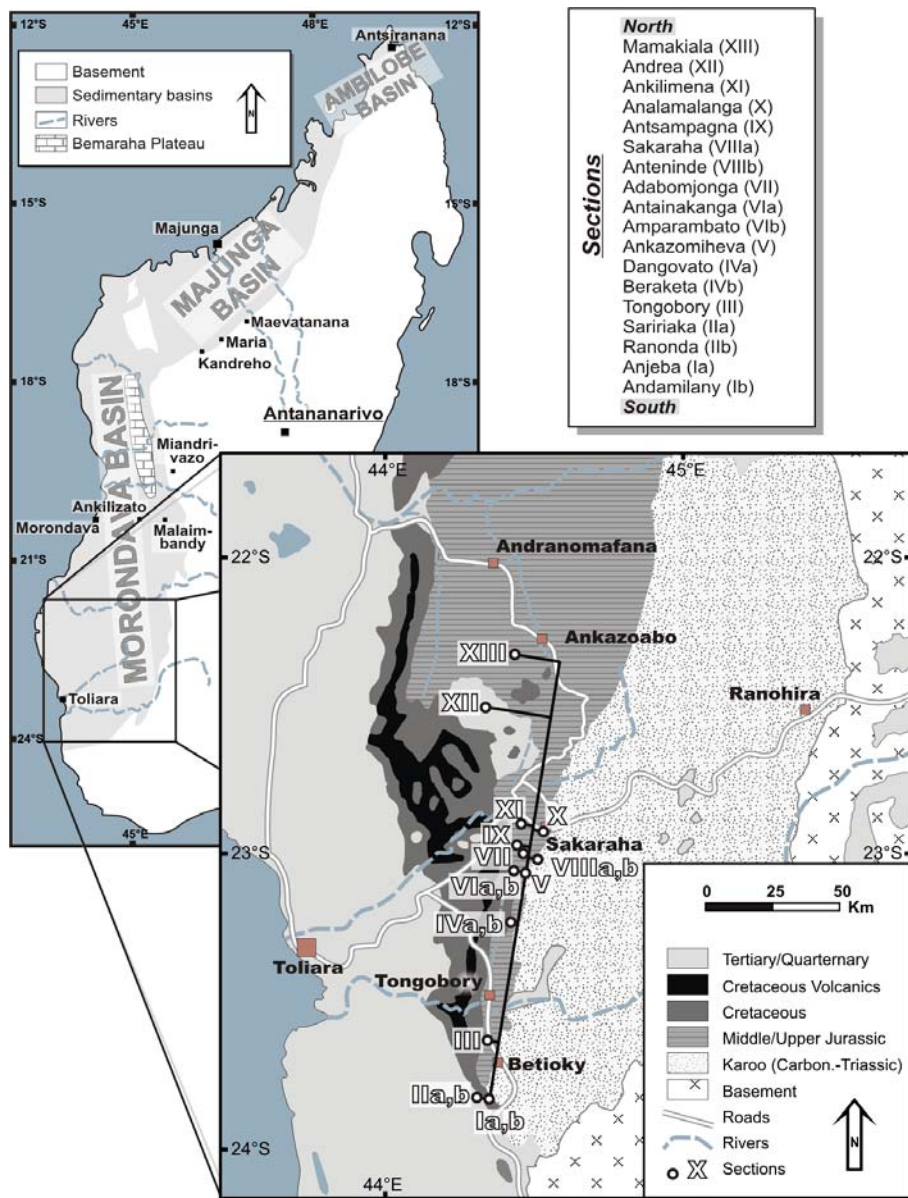 12°S
45°E
48°E
12°S
Antsiranana
AMBILOBE
BASIN
Basement
Sedimentary basins
Rivers
Bemaraha Plateau
N
15°S
15°S
Majunga
MAJUNGA
BASIN
Maevatanana
Maria
Kandreho
18°S
18°S
MORONDAVA BASIN
Antananarivo
Miandri-
vazo
Ankilizato
Morondava
Malaim-
bandy
21°S
Toliara
24°S
45°E
Sections
North
Mamakiala (XIII)
Andrea (XII)
Ankilimena (XI)
Analamalanga (X)
Antsampagna (IX)
Sakaraha (VIIIa)
Anteninde (VIIIb)
Adabomjonga (VII)
Antainakanga (VIa)
Amparambato (VIb)
Ankazomiheva (V)
Dangovato (IVa)
Beraketa (IVb)
Tongobory (III)
Saririaka (IIa)
Ranonda (IIb)
Anjeba (Ia)
Andamilany (Ib)
South
44°E
45°E
22°S
22°S
Andranomafana
Ankazoabo
XIII
Ranohira
XII
XI
X
IX
Sakaraha
23°S
23°S
VII
VIIIa,b
VIa,b
V
IVa,b
Toliara
Tongobory
III
Betioky
IIa,b
Ia,b
24°S
44°E
0 25 50
Km
Tertiary/Quarternary
Cretaceous Volcanics
Cretaceous
Middle/Upper Jurassic
Karoo (Carbon.-Triassic)
Basement
Roads
Rivers
X Sections
N